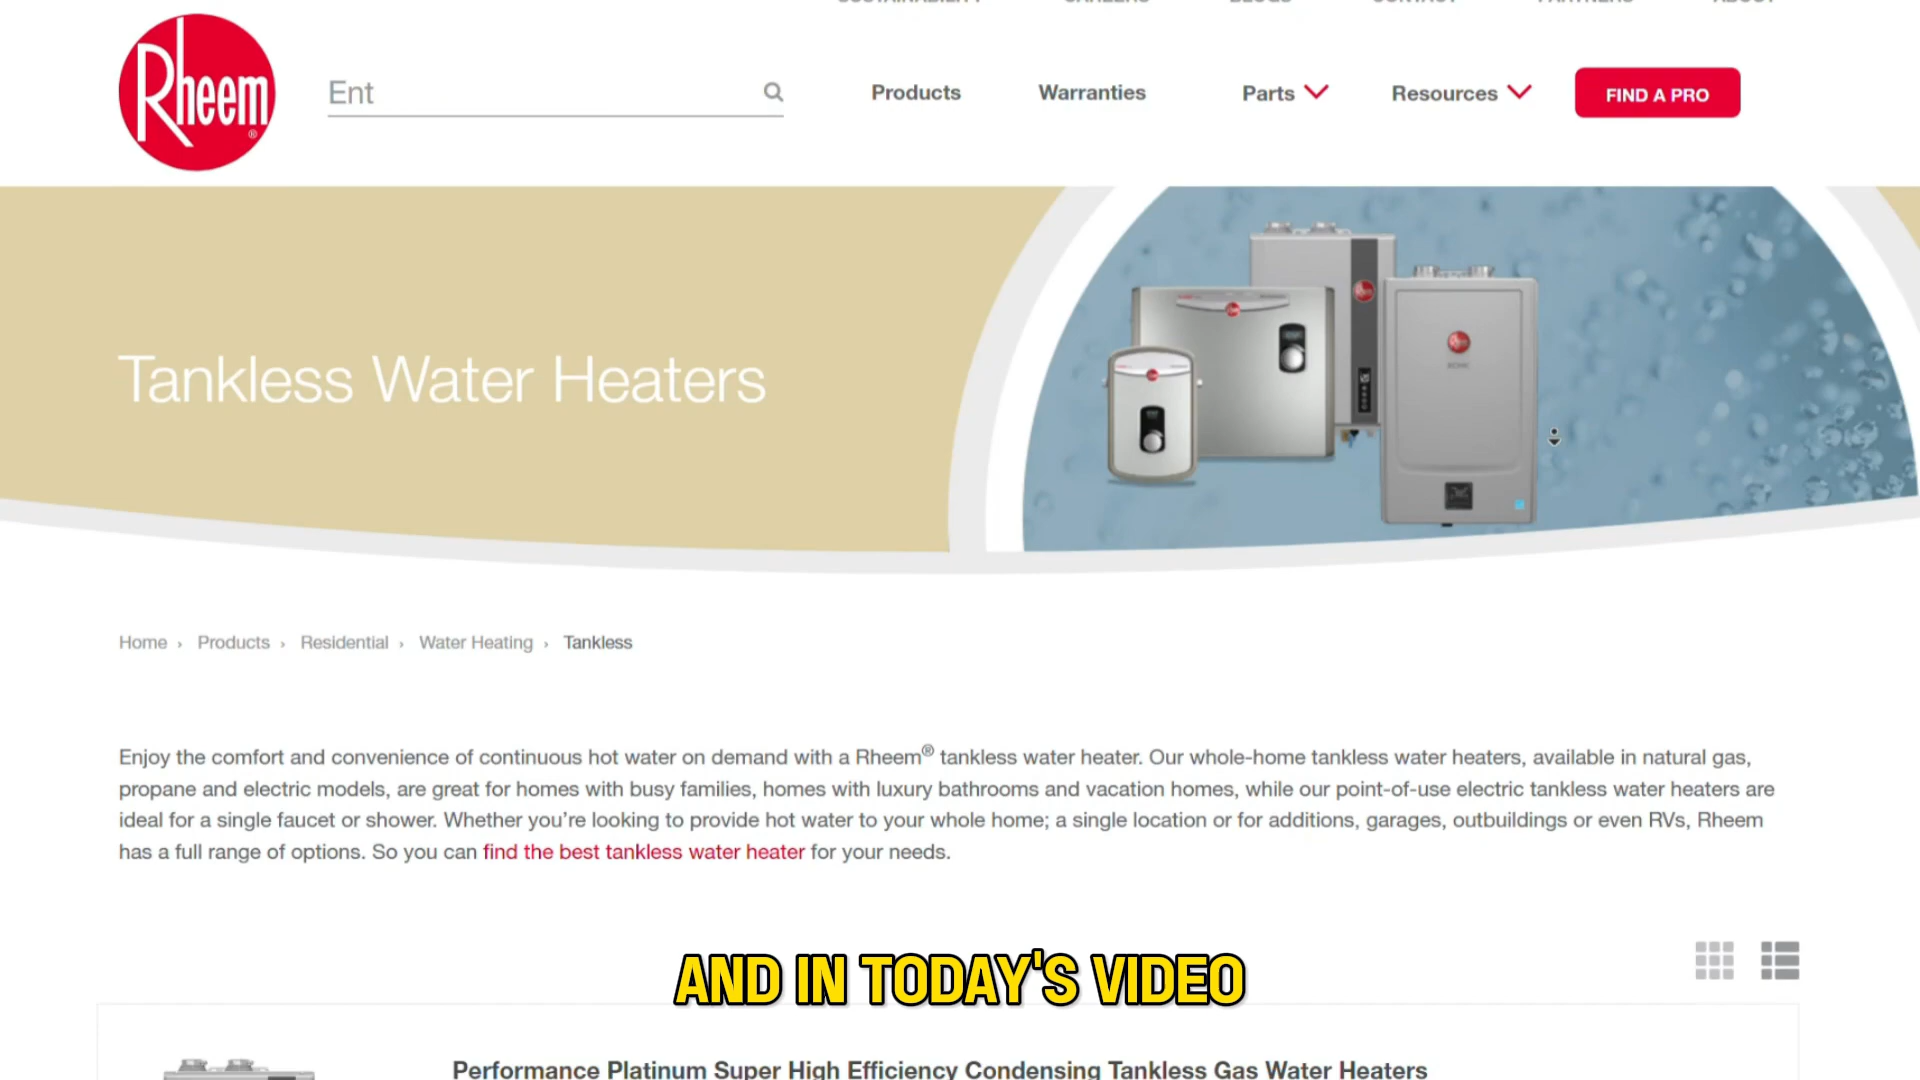 SUSTAINABILITY CAREERS BLOGS CONTACT PARTNERS ABOUT
Rheem®
Ent
Products Warranties Parts Resources FIND A PRO
Tankless Water Heaters
Home › Products › Residential › Water Heating › Tankless
Enjoy the comfort and convenience of continuous hot water on demand with a Rheem® tankless water heater. Our whole-home tankless water heaters, available in natural gas,
propane and electric models, are great for homes with busy families, homes with luxury bathrooms and vacation homes, while our point-of-use electric tankless water heaters are
ideal for a single faucet or shower. Whether you’re looking to provide hot water to your whole home; a single location or for additions, garages, outbuildings or even RVs, Rheem
has a full range of options. So you can find the best tankless water heater for your needs.
AND IN TODAY'S VIDEO
Performance Platinum Super High Efficiency Condensing Tankless Gas Water Heaters